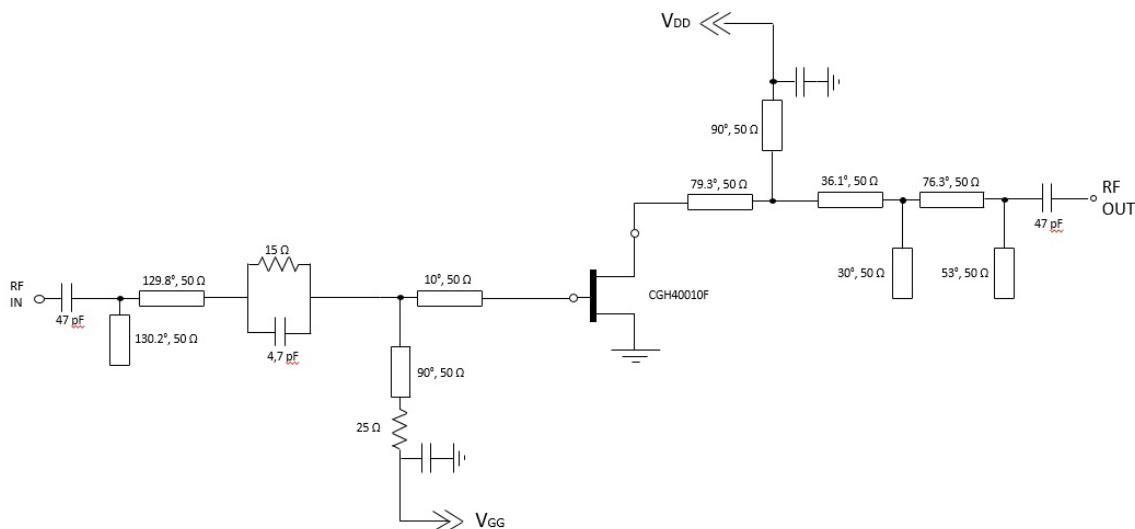 VDD
90°, 50 Ω
79.3°, 50 Ω
36.1°, 50 Ω
76.3°, 50 Ω
RF
OUT
47 pF
30°, 50 Ω
53°, 50 Ω
15 Ω
RF
IN
129.8°, 50 Ω
10°, 50 Ω
CGH40010F
47 pF
130.2°, 50 Ω
4,7 pF
90°, 50 Ω
25 Ω
VGG